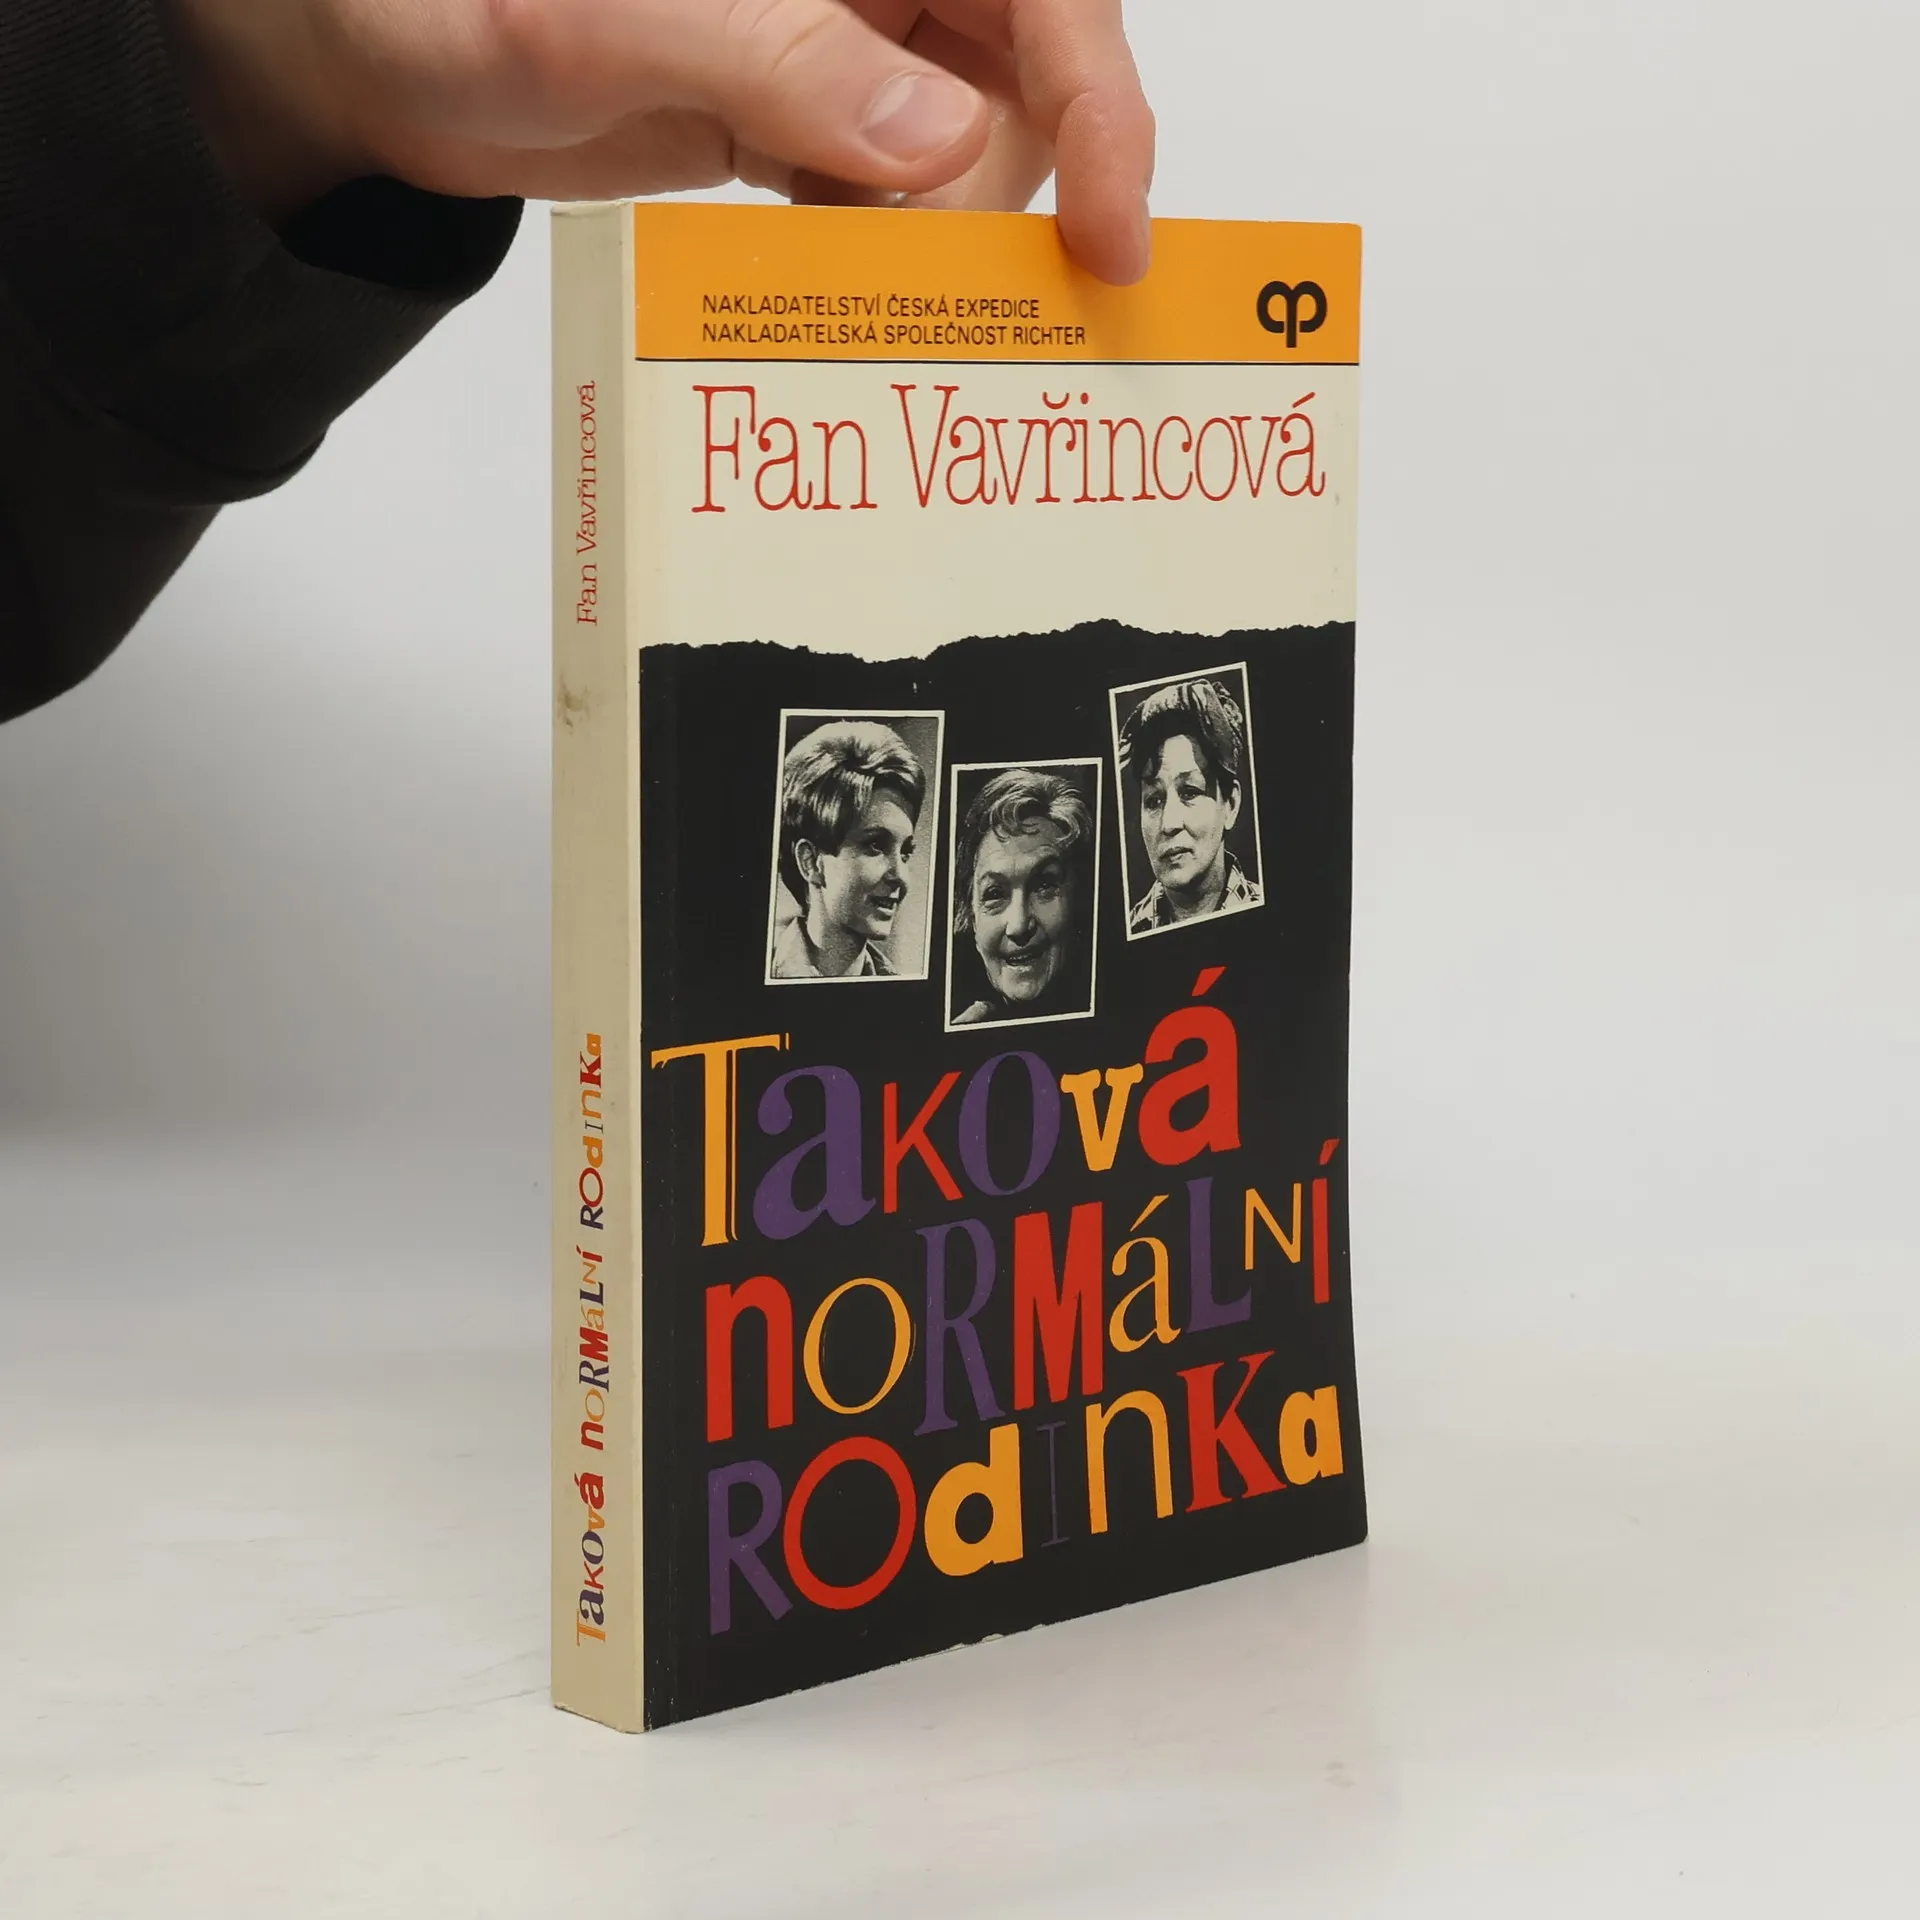 NAKLADATELSTVÍ ČESKÁ EXPEDICE
NAKLADATELSKÁ SPOLEČNOST RICHTER
Fan Vavřincová
Taková
noRMálNí
RodinKa
Fan Vavřincová
Taková noRMálNí RodinKa